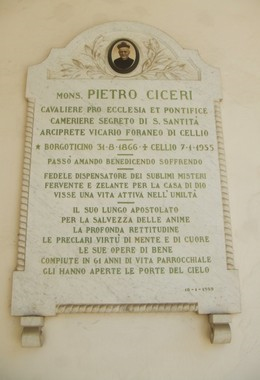 MONS. PIETRO CICERI
CAVALIERE PRO ECCLESIA ET PONTIFICE
CAMERIERE SEGRETO DI S. SANTITÀ
ARCIPRETE VICARIO FORANEO DI CELLIO
* BORGOTICINO 31-8-1866 - ✝ CELLIO 7-1-1955
PASSÒ AMANDO BENEDICENDO SOFFRENDO
FEDELE DISPENSATORE DEI SUBLIMI MISTERI
FERVENTE E ZELANTE PER LA CASA DI DIO
VISSE UNA VITA ATTIVA NELL'UMILTÀ
IL SUO LUNGO APOSTOLATO
PER LA SALVEZZA DELLE ANIME
LA PROFONDA RETTITUDINE
LE PRECLARI VIRTÙ DI MENTE E DI CUORE
LE SUE OPERE DI BENE
COMPIUTE IN 61 ANNI DI VITA PARROCCHIALE
GLI HANNO APERTE LE PORTE DEL CIELO